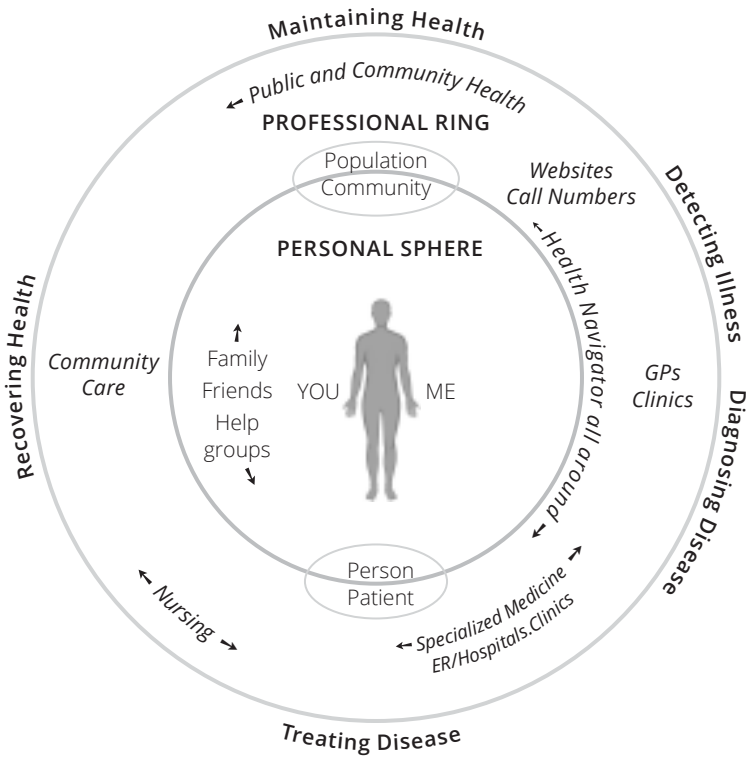 Maintaining Health
Public and Community Health
PROFESSIONAL RING
Population
Community
Websites
Call Numbers
Detecting Illness
PERSONAL SPHERE
Health Navigator all around
Recovering Health
Community
Care
Family
Friends
Help
groups
YOU
ME
GPs
Clinics
Diagnosing Disease
Person
Patient
Nursing
Specialized Medicine
ER/Hospitals.Clinics
Treating Disease